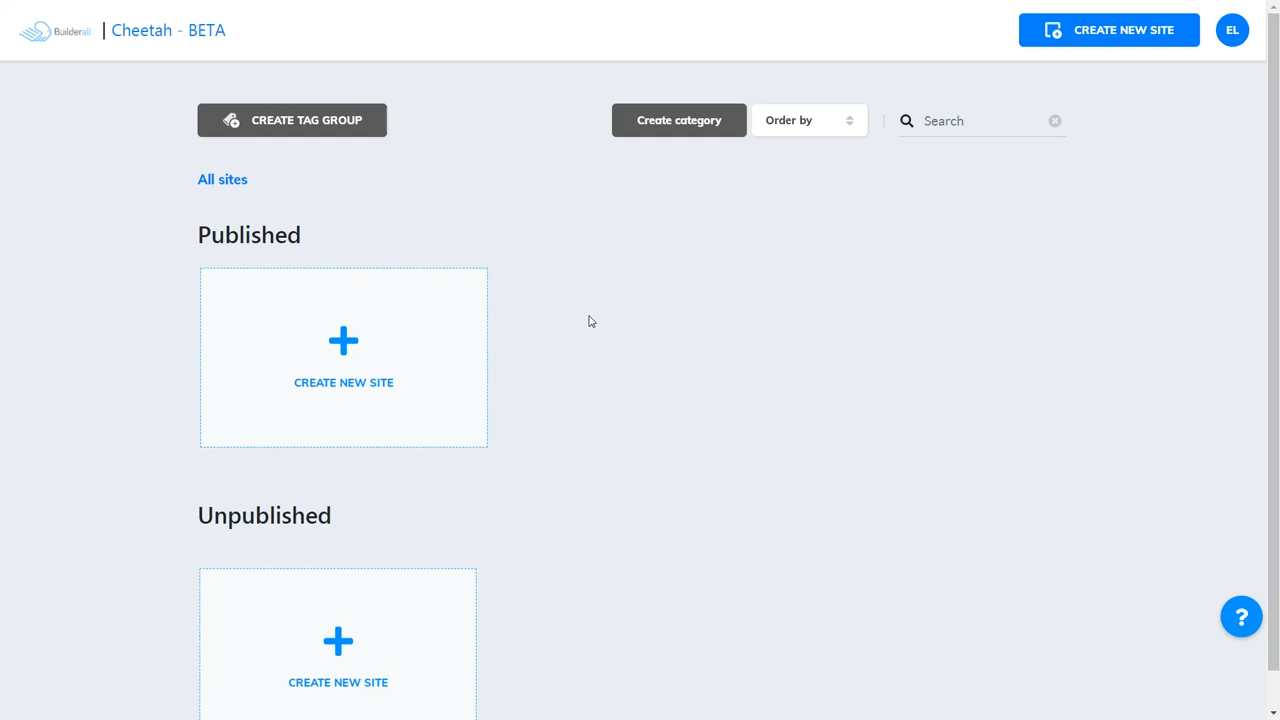 Builderall
Cheetah - BETA
CREATE NEW SITE
EL
CREATE TAG GROUP
Create category
Order by
Search
All sites
Published
CREATE NEW SITE
Unpublished
CREATE NEW SITE
?